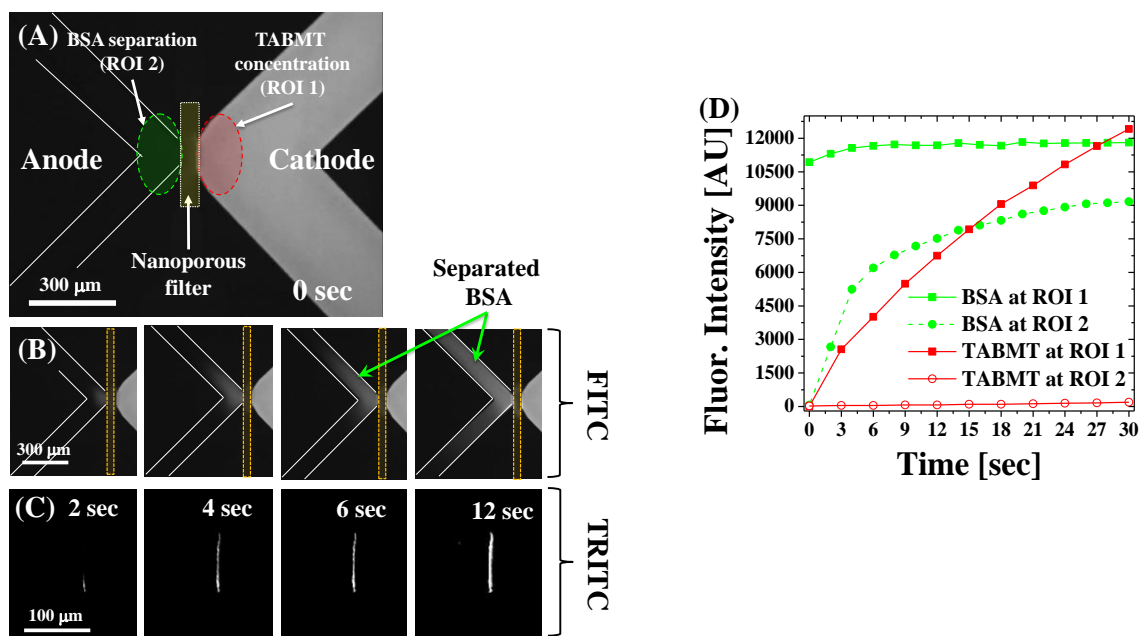 (A)
BSA separation
(ROI 2)
TABMT
concentration
(ROI 1)
Anode
Cathode
Nanoporous
filter
300 μm
0 sec
Separated
BSA
(B)
300 μm
FITC
(C)
2 sec
4 sec
6 sec
12 sec
100 μm
TRITC
(D)
Fluor. Intensity [AU]
12000
10500
9000
7500
6000
4500
3000
1500
0
BSA at ROI 1
BSA at ROI 2
TABMT at ROI 1
TABMT at ROI 2
0 3 6 9 12 15 18 21 24 27 30
Time [sec]